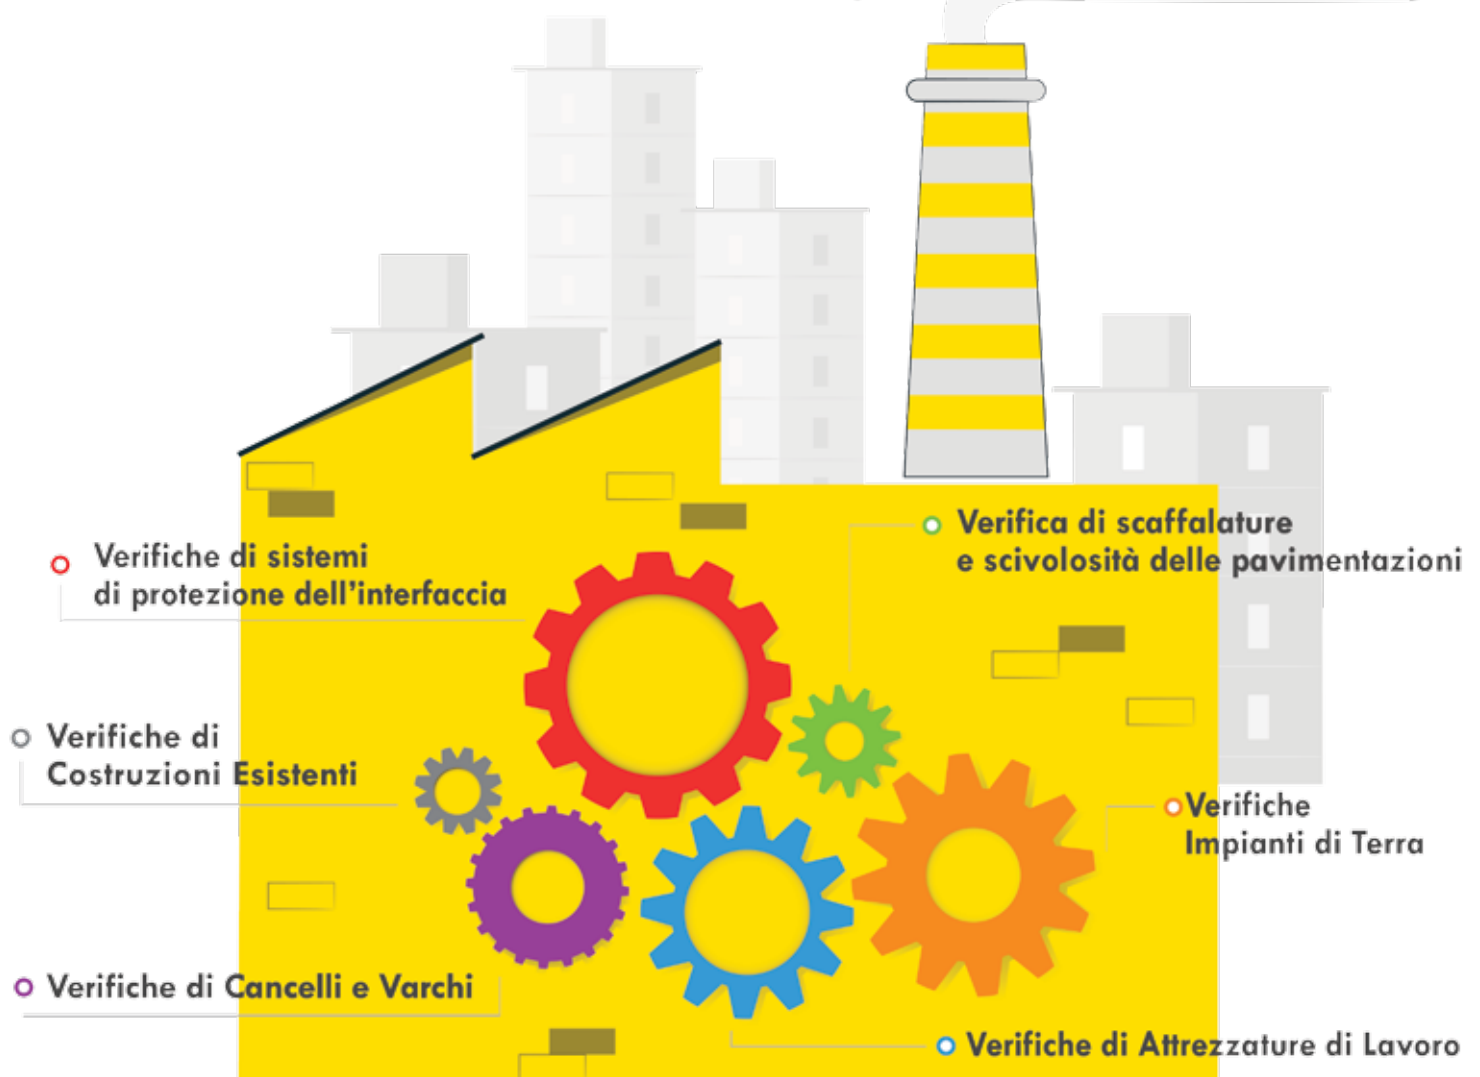 Verifica di scaffalature
e scivolosità delle pavimentazioni
Verifiche di sistemi
di protezione dell'interfaccia
Verifiche di
Costruzioni Esistenti
Verifiche
Impianti di Terra
Verifiche di Cancelli e Varchi
Verifiche di Attrezzature di Lavoro